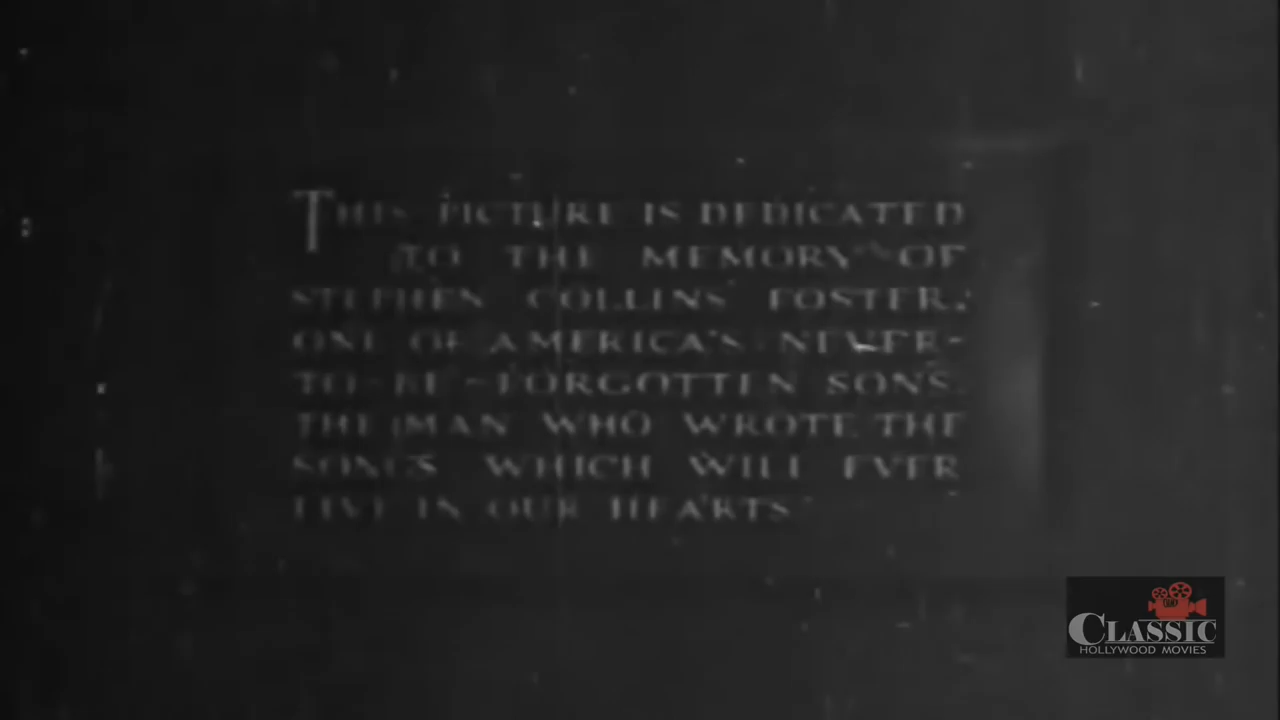 THIS PICTURE IS DEDICATED
TO THE MEMORY OF
STEPHEN COLLINS FOSTER,
ONE OF AMERICA'S NEVER-
TO-BE-FORGOTTEN SONS.
THE MAN WHO WROTE THE
SONGS WHICH WILL EVER
LIVE IN OUR HEARTS
CLASSIC
HOLLYWOOD MOVIES